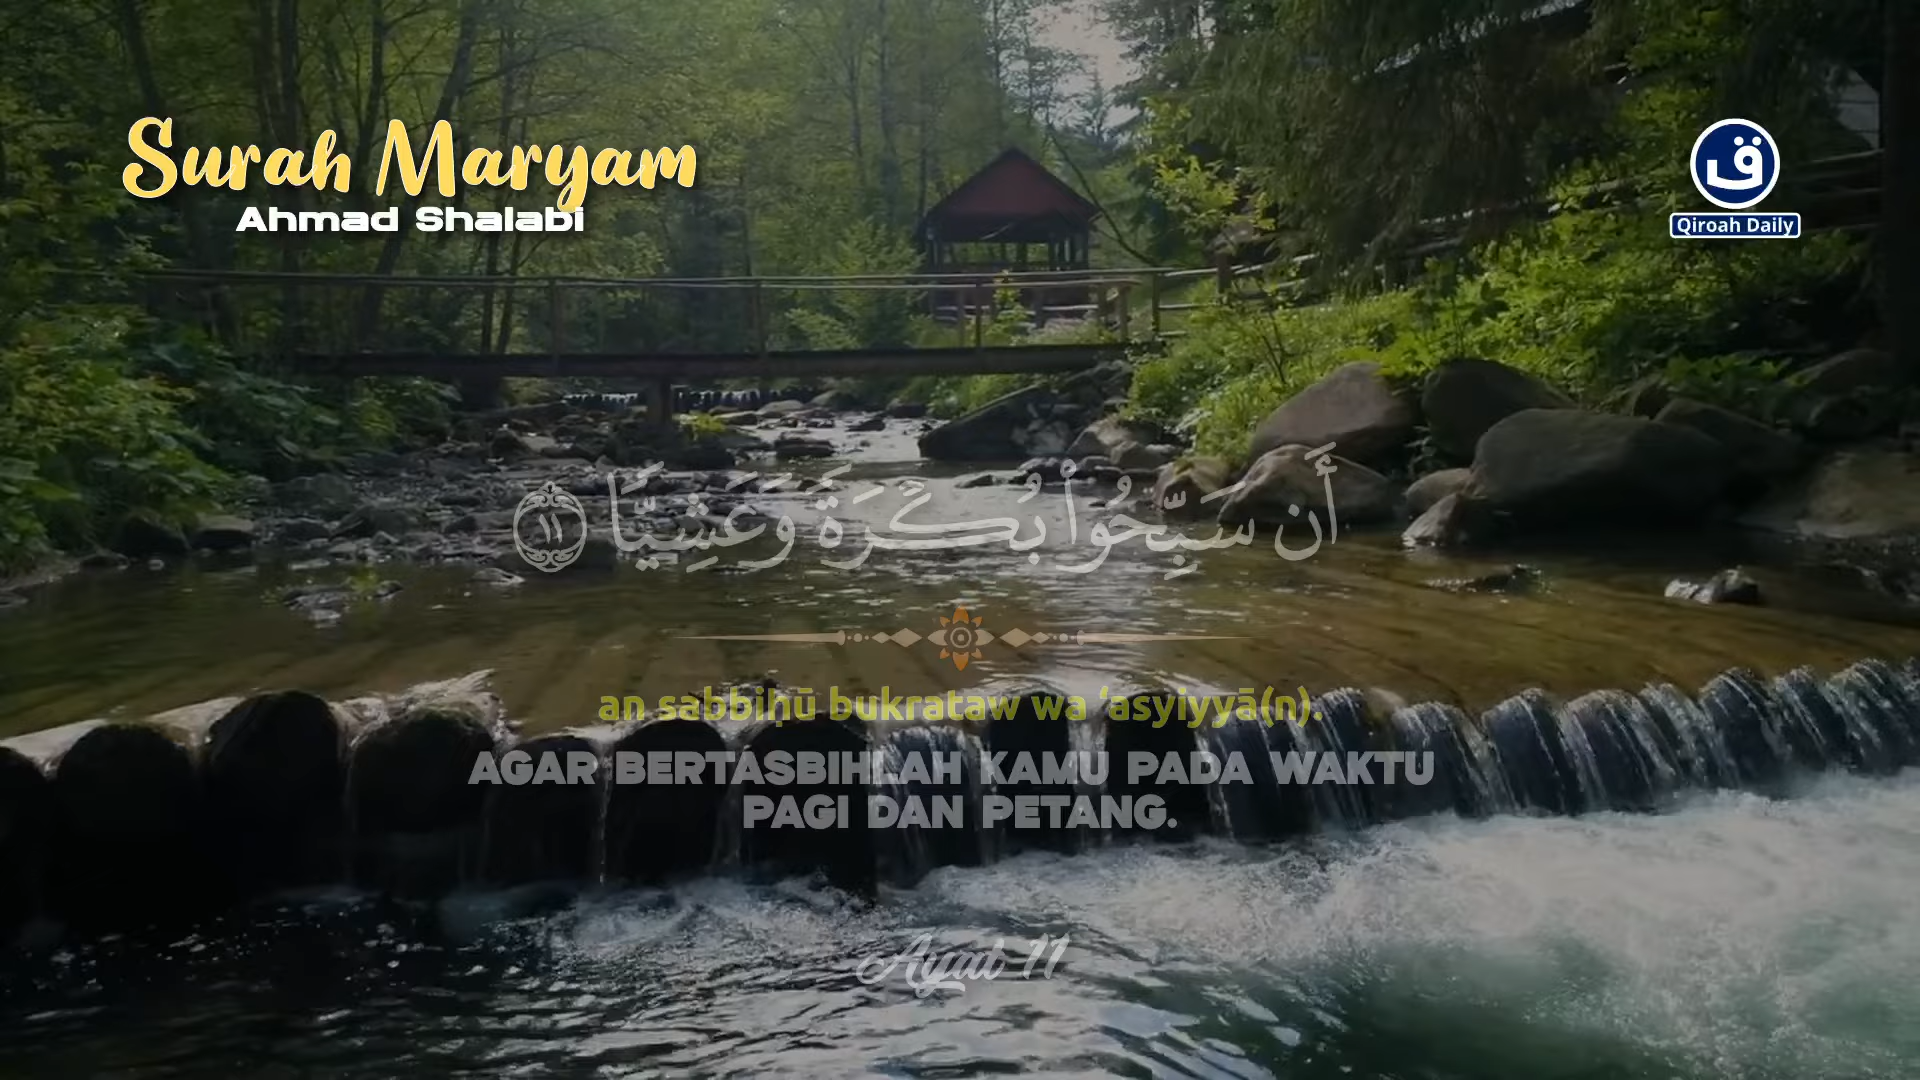 Surah Maryam
Ahmad Shalabi
ق
Qiroah Daily
أَن سَبِّحُوا۟ بُكْرَةً وَعَشِيًّا ١١
an sabbiḥū bukrataw wa ‘asyiyyā(n).
AGAR BERTASBIHLAH KAMU PADA WAKTU
PAGI DAN PETANG.
Ayat 11